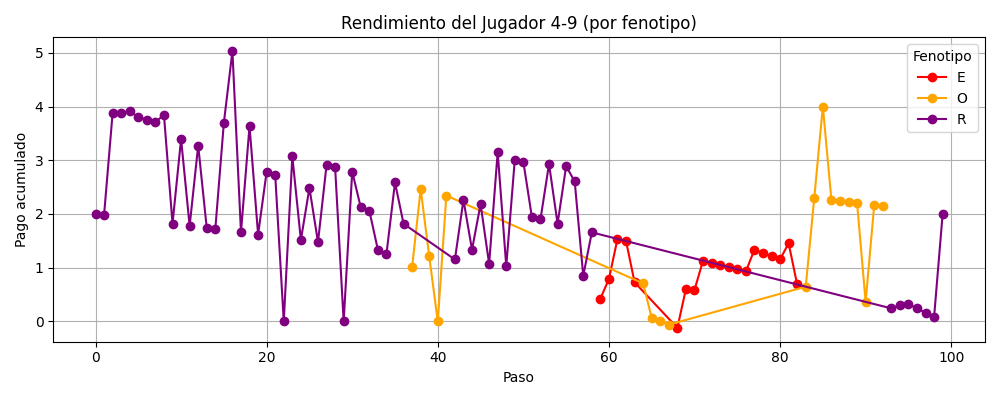 Rendimiento del Jugador 4-9 (por fenotipo)
Pago acumulado
5
4
3
2
1
0
0
20
40
60
80
100
Paso
Fenotipo
E
O
R